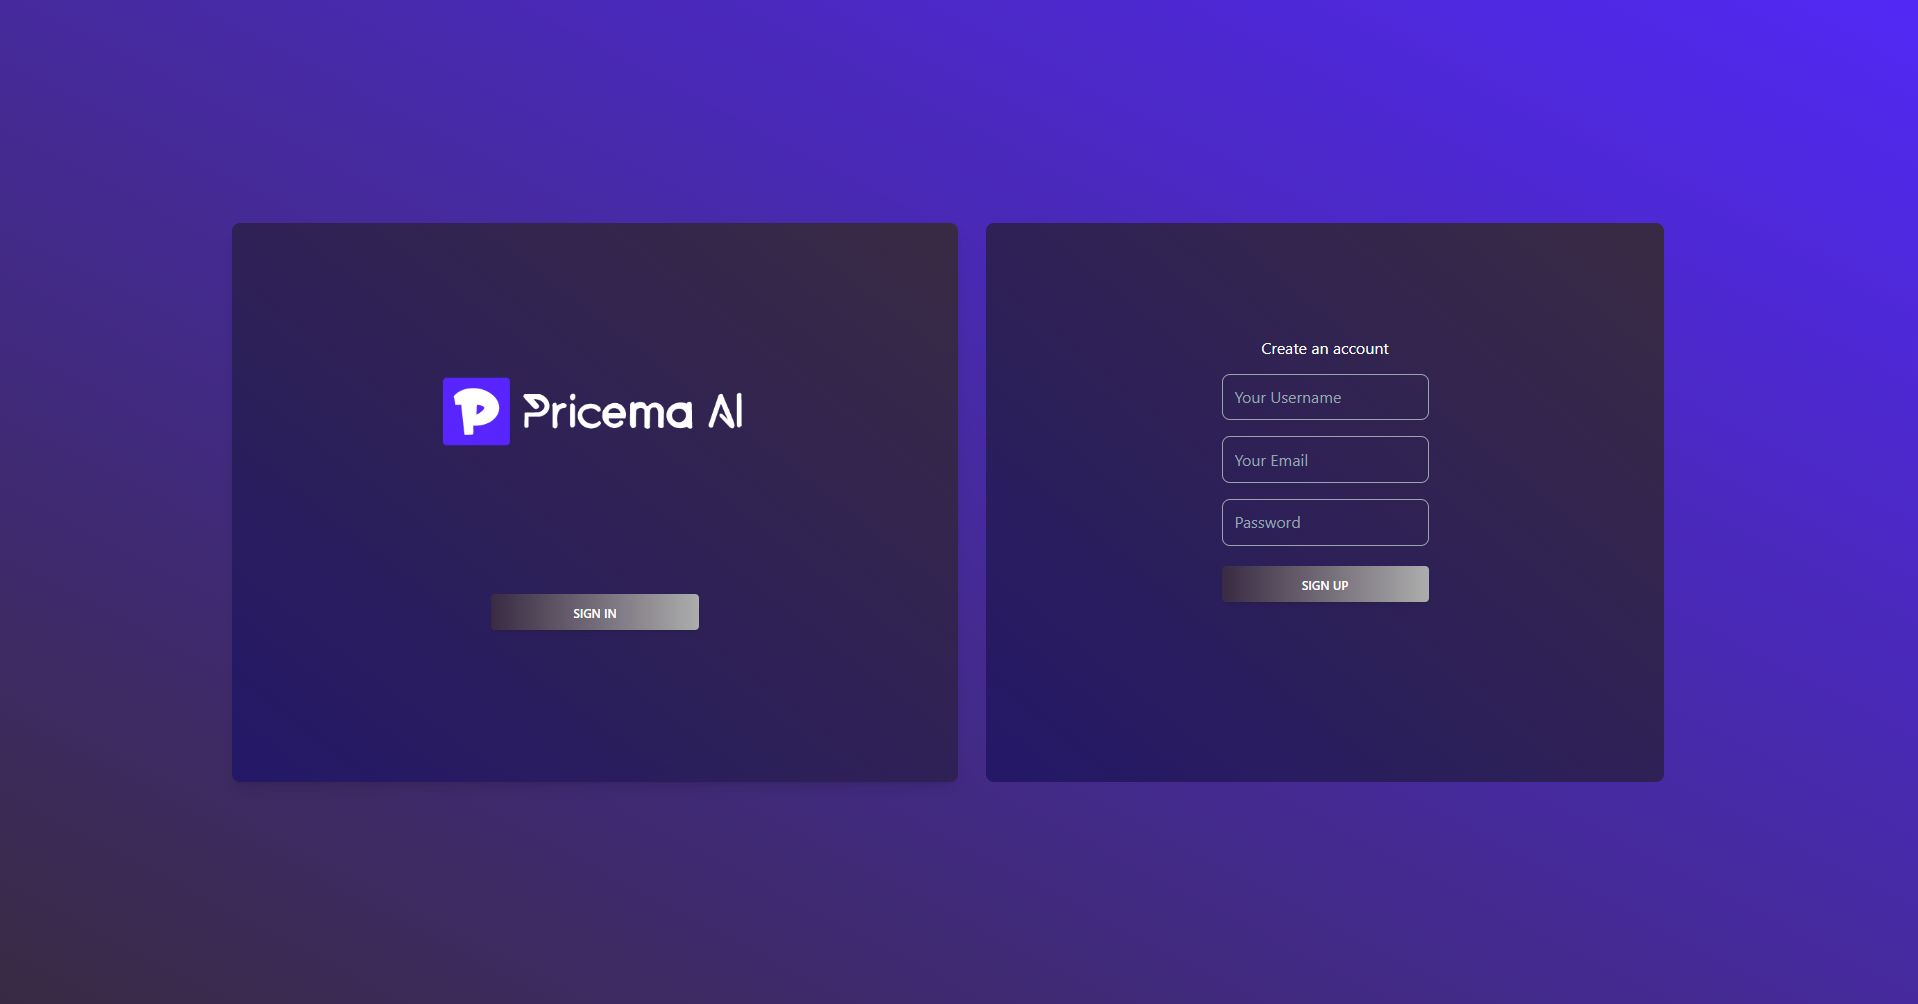 Pricema AI
SIGN IN
Create an account
Your Username
Your Email
Password
SIGN UP